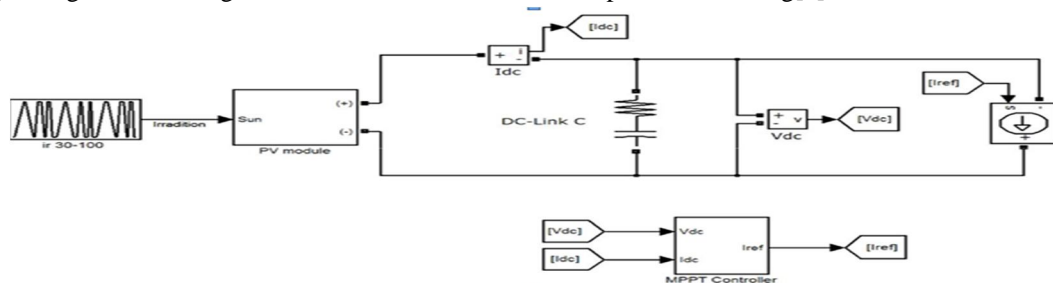 [Idc]
+ i
-
Idc
[Iref]
(+)
Sun
(-)
Irradition
ir 30-100
PV module
DC-Link C
+ v
-
Vdc
[Vdc]
S -
+
[Vdc]
[Idc]
Vdc
Idc
Iref
[Iref]
MPPT Controller